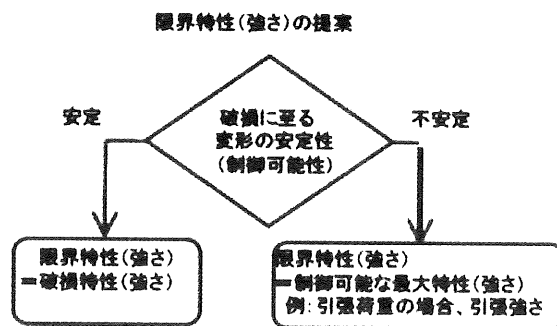 限界特性(強さ)の提案
安定
破損に至る
変形の安定性
(制御可能性)
不安定
限界特性(強さ)
=破損特性(強さ)
限界特性(強さ)
=制御可能な最大特性(強さ)
例:引張荷重の場合、引張強さ